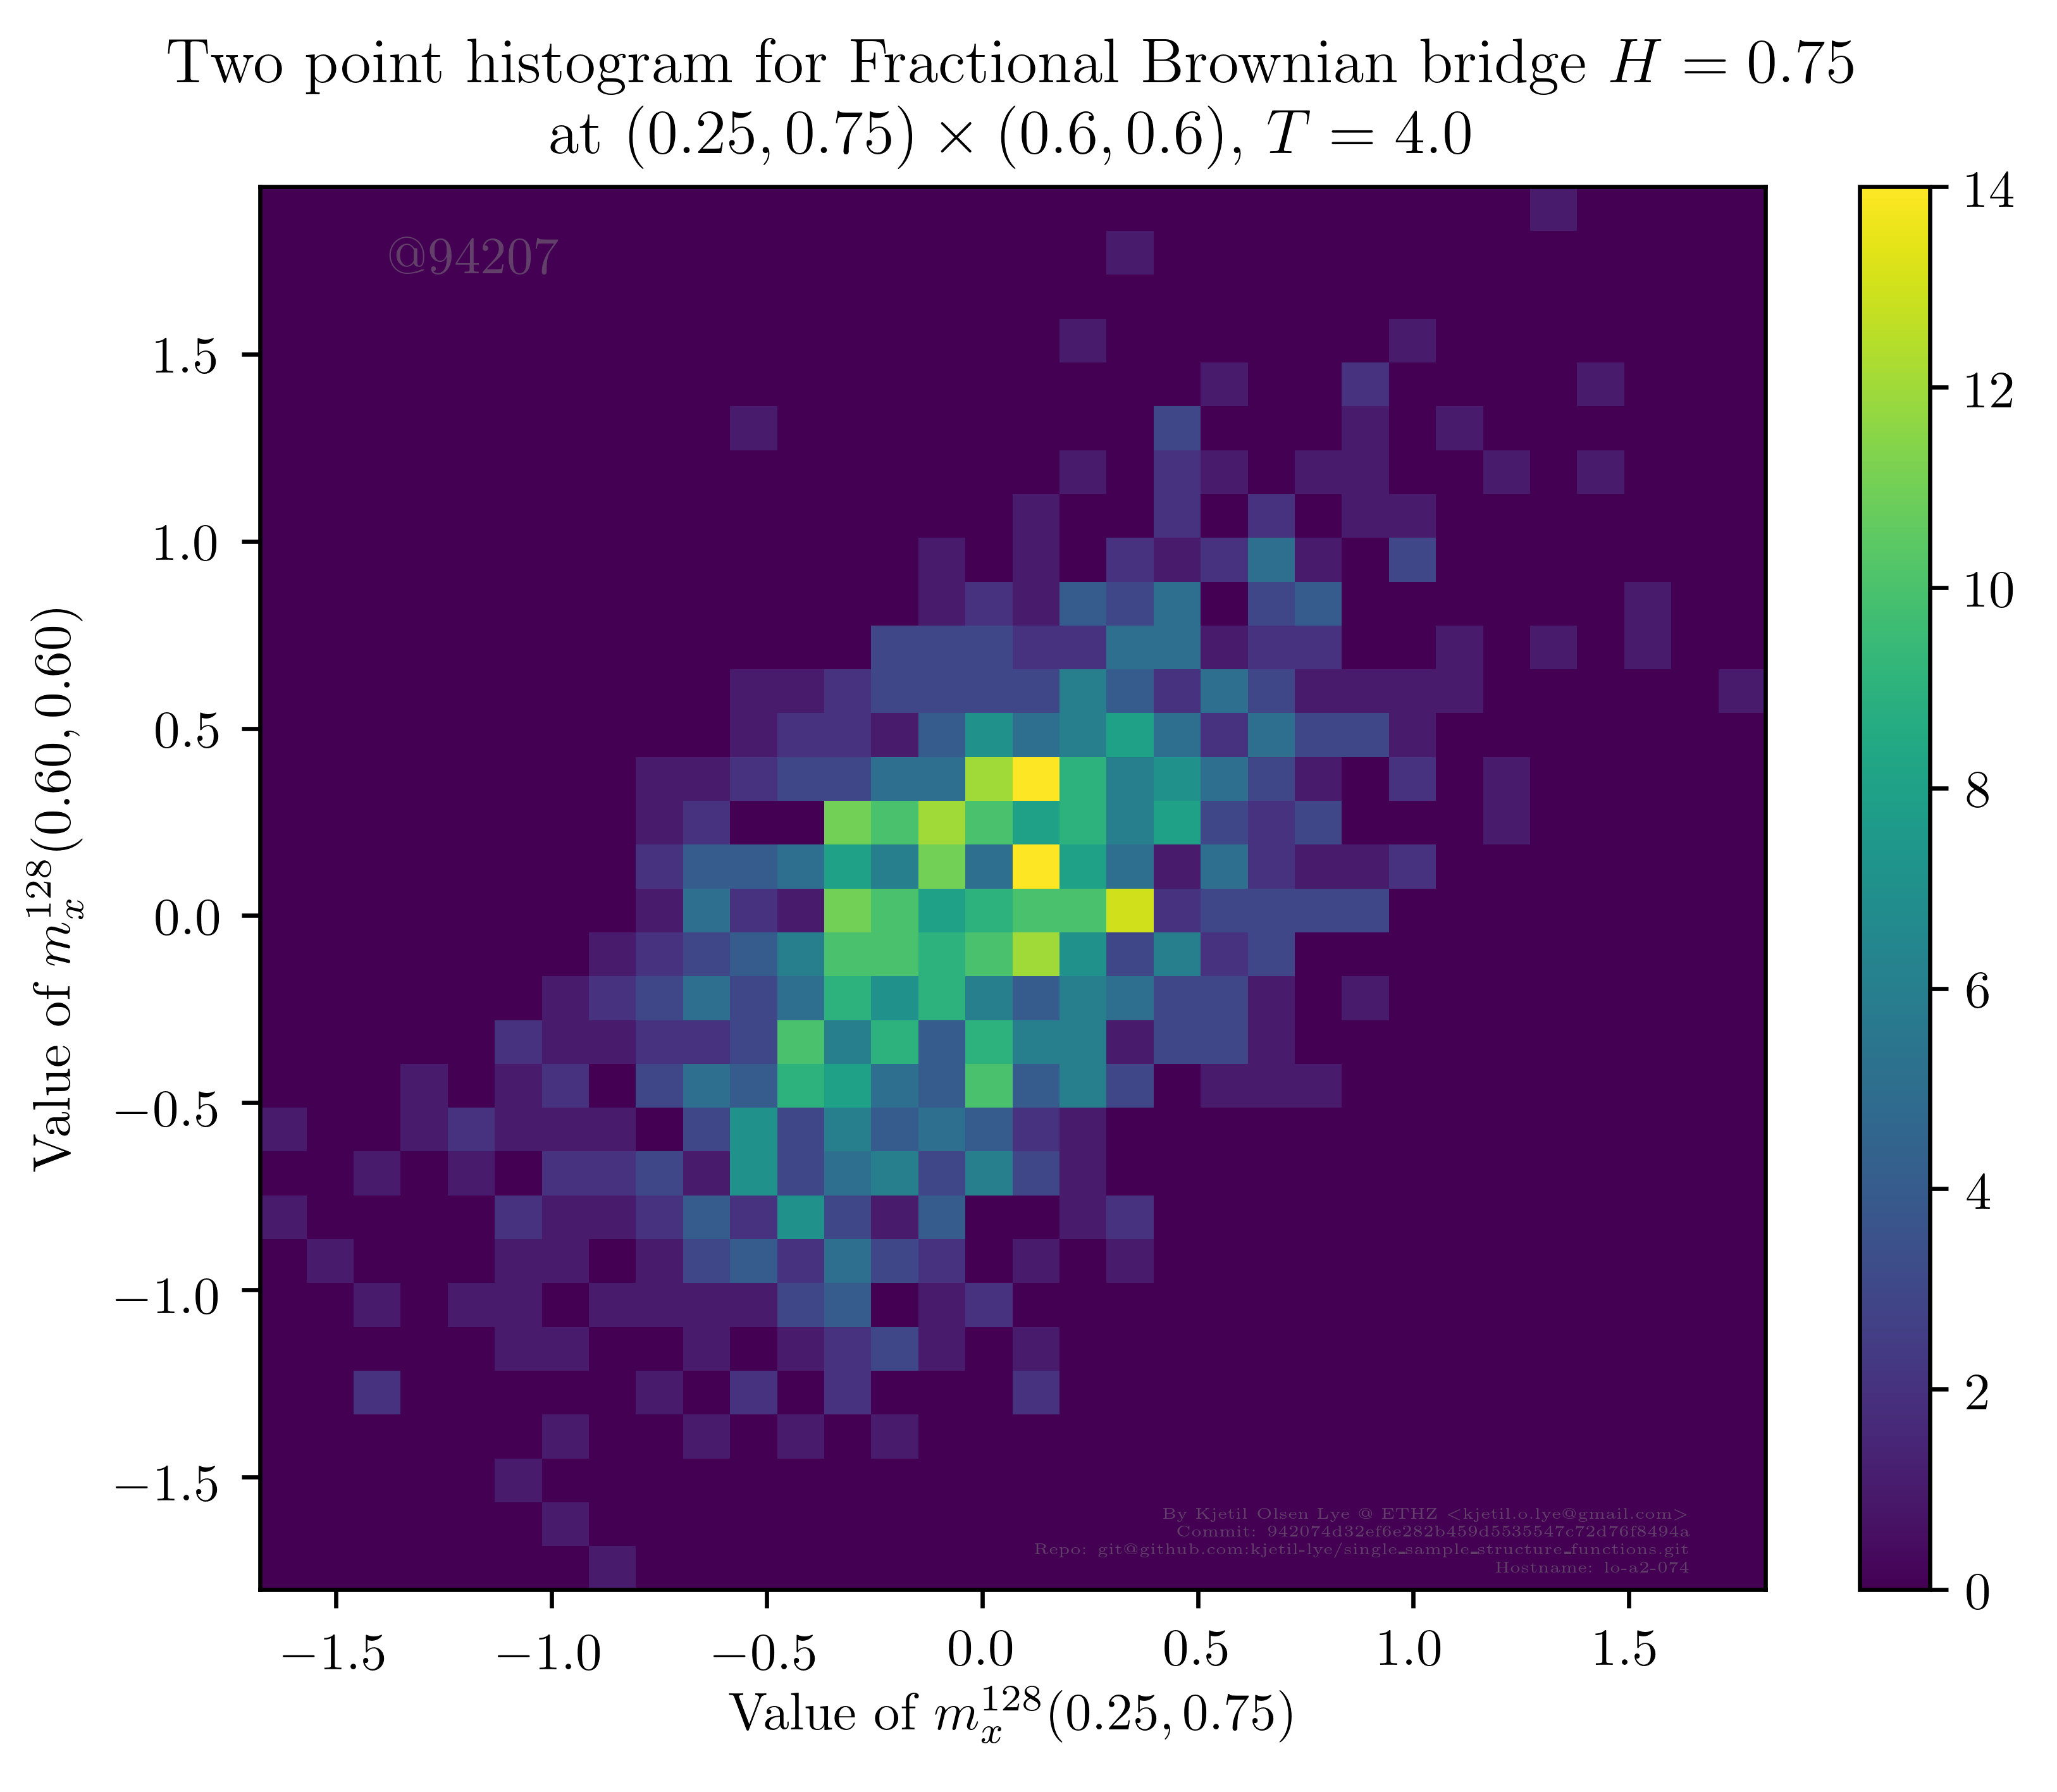 Two point histogram for Fractional Brownian bridge H = 0.75
at (0.25, 0.75) × (0.6, 0.6), T = 4.0
@94207
1.5
1.0
0.5
0.0
−0.5
−1.0
−1.5
Value of m_x^128(0.60, 0.60)
14
12
10
8
6
4
2
0
By Kjetil Olsen Lye @ ETHZ <kjetil.o.lye@gmail.com>
Commit: 942074d32ef6e282b459d5535547c72d76f8494a
Repo: git@github.com:kjetil-lye/single_sample_structure_functions.git
Hostname: lo-a2-074
−1.5 −1.0 −0.5 0.0 0.5 1.0 1.5
Value of m_x^128(0.25, 0.75)